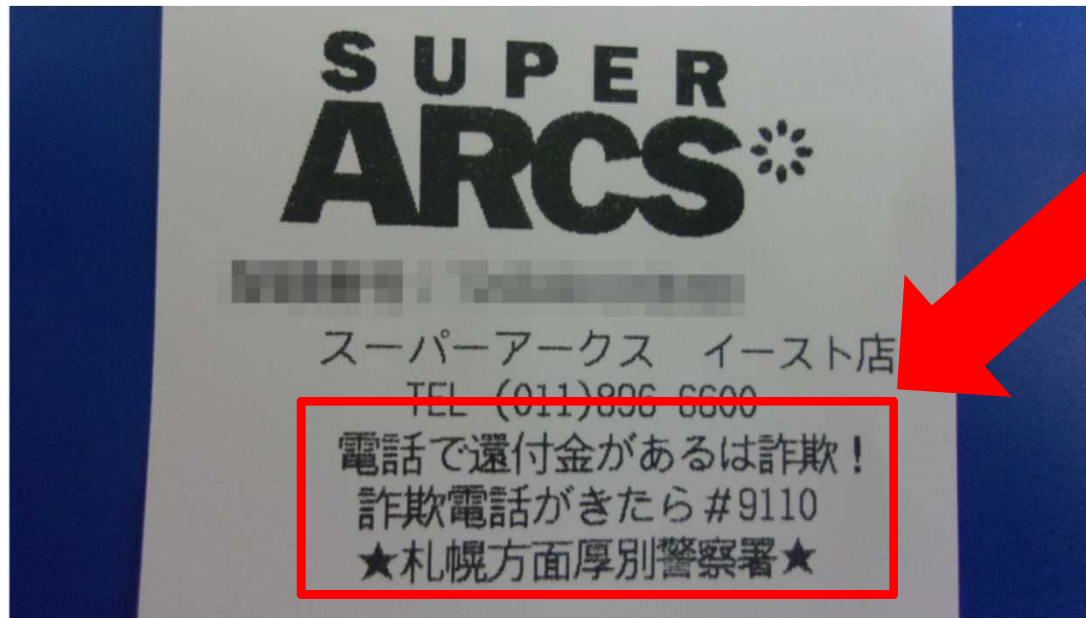 SUPER
ARCS
スーパーアークス イースト店
TEL (011)896-6600
電話で還付金があるは詐欺!
詐欺電話がきたら#9110
★札幌方面厚別警察署★